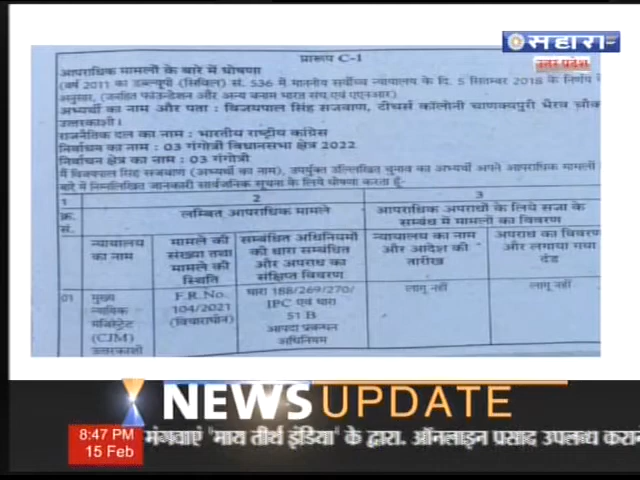 सहारा
उत्तर प्रदेश
प्रारूप C-1
आपराधिक मामलों के बारे में घोषणा
(वर्ष 2011 का डब्ल्यूपी (सिविल) सं. 536 में माननीय सर्वोच्च न्यायालय के दि. 5 सितम्बर 2018 के निर्णय के
अनुसार, (जनहित फाउन्डेशन और अन्य बनाम भारत संघ एवं
अभ्यर्थी का नाम और पता : विजयपाल सिंह सजवाण, टीचर्स कॉलोनी चाणक्यपुरी भैरव चौक
उत्तरकाशी।
राजनैतिक दल का नाम : भारतीय राष्ट्रीय कांग्रेस
निर्वाचन का नाम : 03 गंगोत्री विधानसभा क्षेत्र 2022
निर्वाचन क्षेत्र का नाम : 03 गंगोत्री
मैं विजयपाल सिंह सजवाण (अभ्यर्थी का नाम), उपर्युक्त उल्लिखित चुनाव का अभ्यर्थी अपने आपराधिक मामलों
बारे में निम्नलिखित जानकारी सार्वजनिक सूचना के लिये घोषणा करता हूँ-
1 2 3
क्र. सं. लम्बित आपराधिक मामले आपराधिक अपराधों के लिये सजा के सम्बंध में मामलों का विवरण
न्यायालय का नाम मामले की संख्या तथा मामले की स्थिति सम्बंधित अधिनियमों की धारा सम्बंधित और अपराध का संक्षिप्त विवरण न्यायालय का नाम और आदेश की तारीख अपराध का विवरण और लगाया गया दंड
01 मुख्य न्यायिक मजिस्ट्रेट (CJM) उत्तरकाशी F.R.No. 104/2021 (विचाराधीन) धारा 188/269/270/ IPC एवं धारा 51 B आपदा प्रबन्धन अधिनियम लागू नहीं लागू नहीं
NEWS UPDATE
8:47 PM
15 Feb
मंगवाएं "माय तीर्थ इंडिया" के द्वारा. ऑनलाइन प्रसाद उपलब्ध कराने